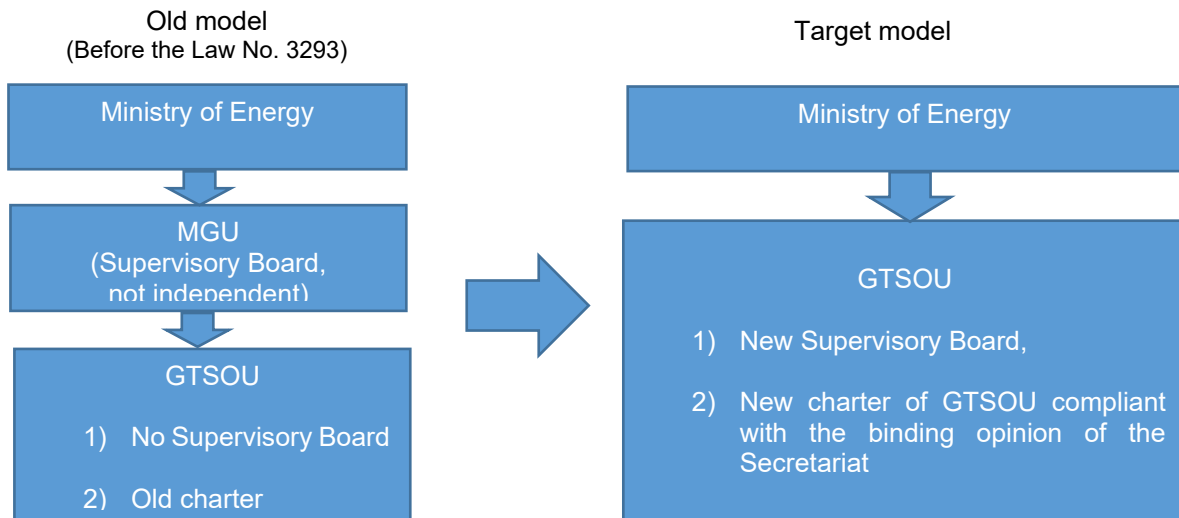 Old model
(Before the Law No. 3293)
Ministry of Energy
MGU
(Supervisory Board,
not independent)
GTSOU
1) No Supervisory Board
2) Old charter
Target model
Ministry of Energy
GTSOU
1) New Supervisory Board,
2) New charter of GTSOU compliant
with the binding opinion of the
Secretariat